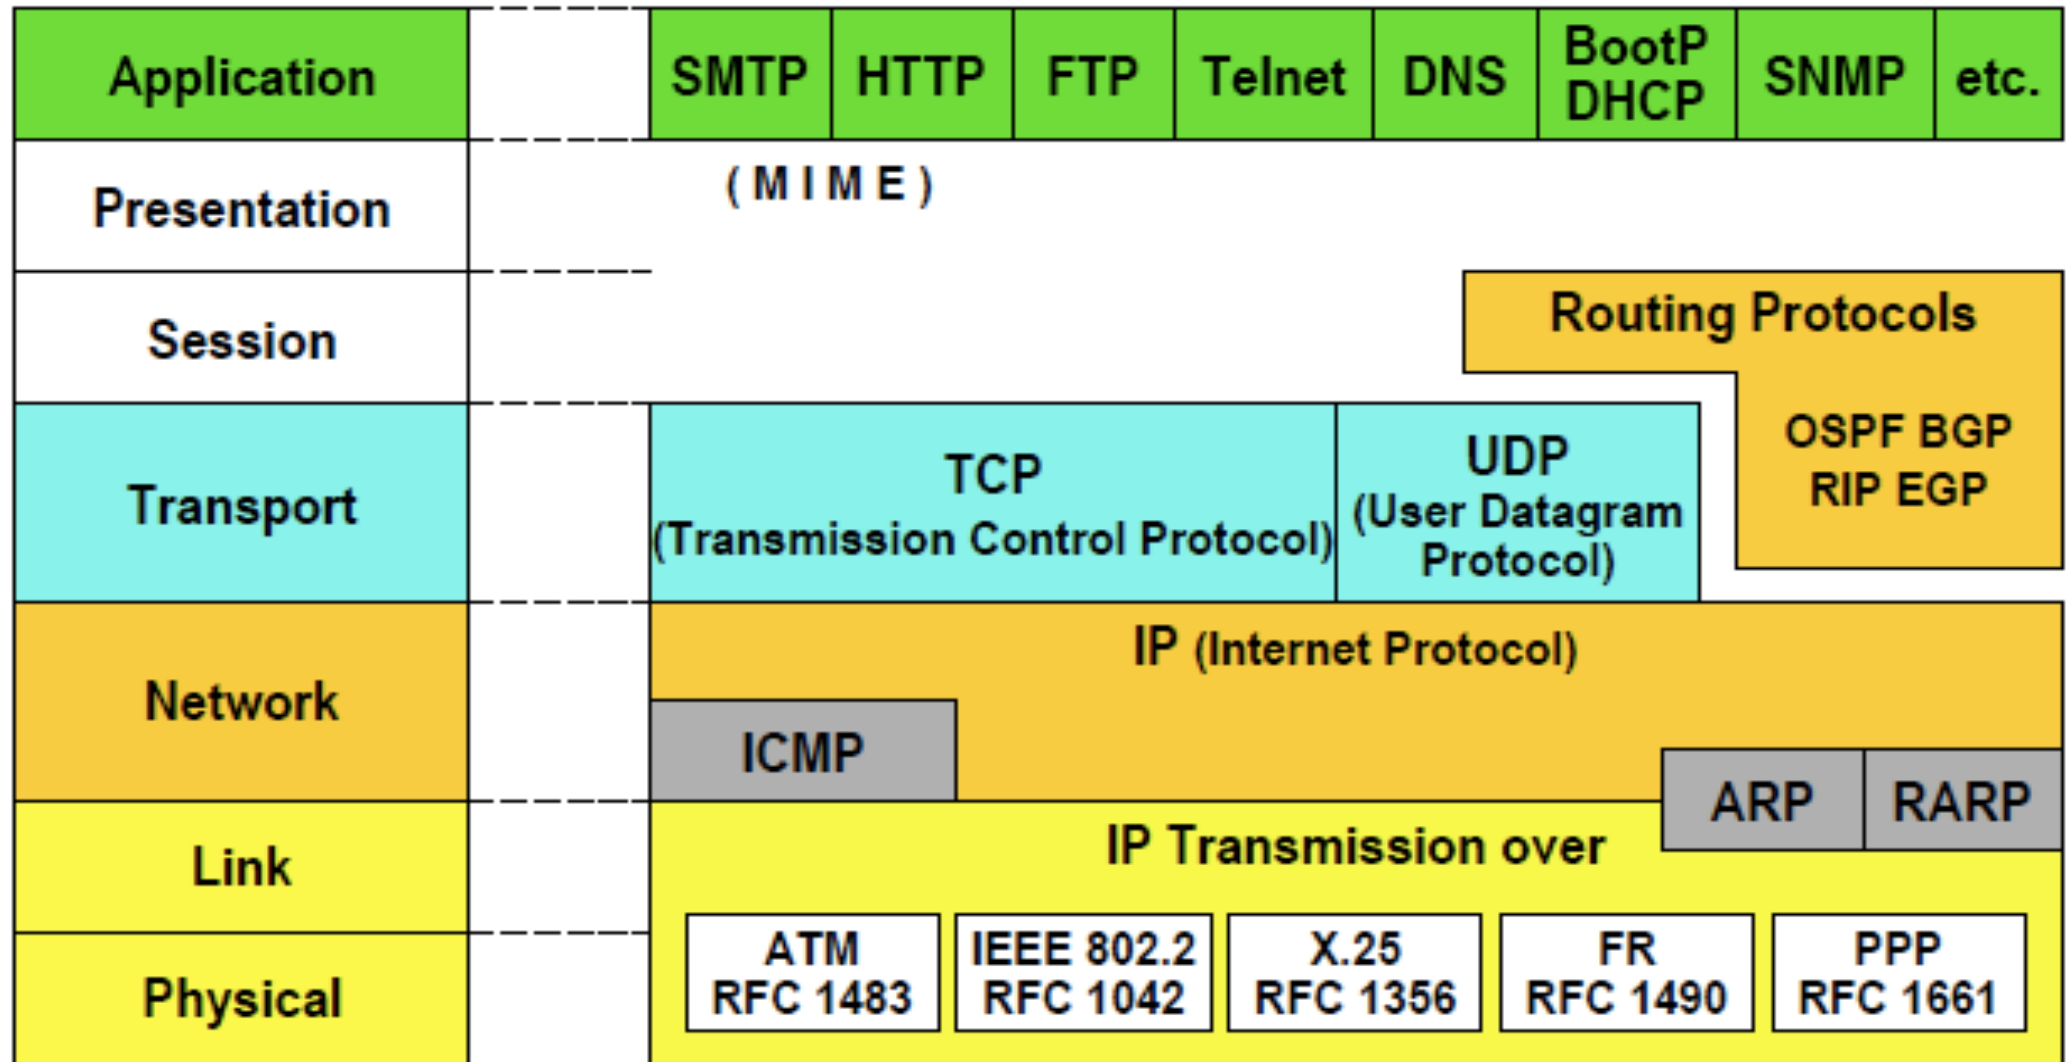 Application
SMTP HTTP FTP Telnet DNS BootP DHCP SNMP etc.
Presentation
( M I M E )
Session
Routing Protocols
OSPF BGP
RIP EGP
Transport
TCP
(Transmission Control Protocol)
UDP
(User Datagram
Protocol)
Network
IP (Internet Protocol)
ICMP
ARP RARP
Link
IP Transmission over
Physical
ATM
RFC 1483
IEEE 802.2
RFC 1042
X.25
RFC 1356
FR
RFC 1490
PPP
RFC 1661